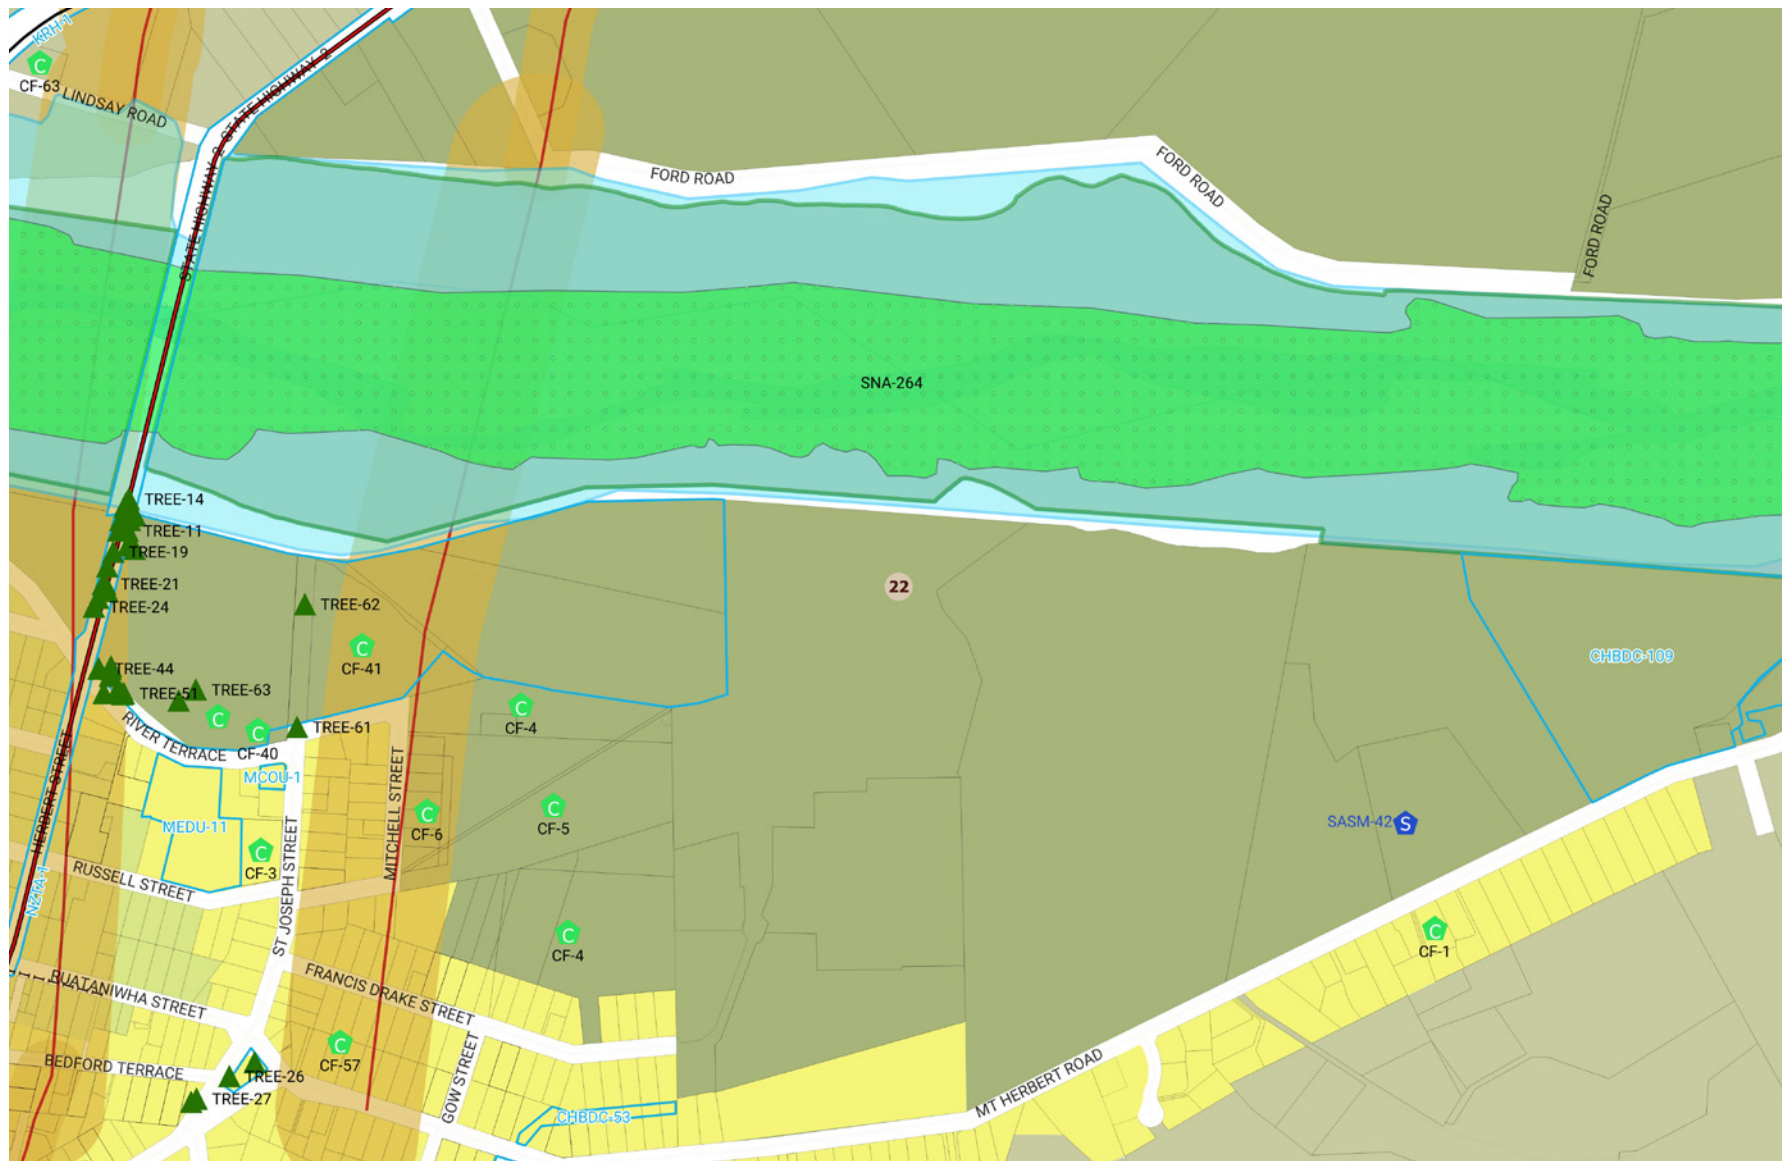 KRH-1
C
CF-63
LINDSAY ROAD
STATE HIGHWAY 2
STATE HIGHWAY 2
FORD ROAD
FORD ROAD
FORD ROAD
SNA-264
TREE-14
TREE-11
TREE-19
TREE-21
TREE-24
TREE-62
22
C
CF-41
TREE-44
TREE-51
TREE-63
C
C
CF-40
TREE-61
C
CF-4
CHBDC-109
RIVER TERRACE
HERBERT STREET
MCOU-1
MEDU-11
MITCHELL STREET
C
CF-6
C
CF-5
SASM-42
S
C
CF-3
NZTA-1
RUSSELL STREET
ST JOSEPH STREET
C
CF-4
C
CF-1
RUATANIWHA STREET
FRANCIS DRAKE STREET
C
CF-57
BEDFORD TERRACE
TREE-26
TREE-27
GOW STREET
CHBDC-53
MT HERBERT ROAD